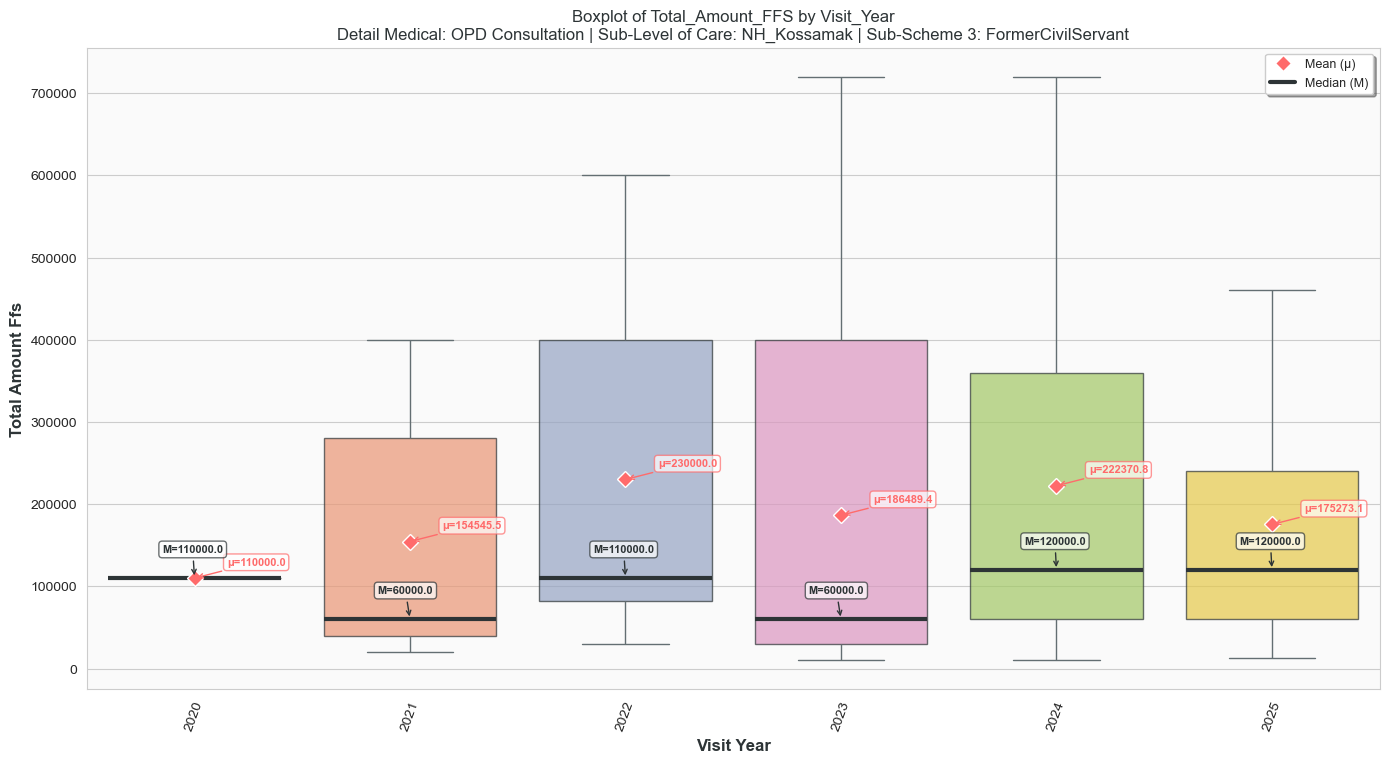 Boxplot of Total_Amount_FFS by Visit_Year
Detail Medical: OPD Consultation | Sub-Level of Care: NH_Kossamak | Sub-Scheme 3: FormerCivilServant
Mean (μ)
Median (M)
Total Amount Ffs
700000
600000
500000
400000
300000
200000
100000
0
M=110000.0
μ=110000.0
μ=154545.5
M=60000.0
μ=230000.0
M=110000.0
μ=186489.4
M=60000.0
μ=222370.8
M=120000.0
μ=175273.1
M=120000.0
2020
2021
2022
2023
2024
2025
Visit Year